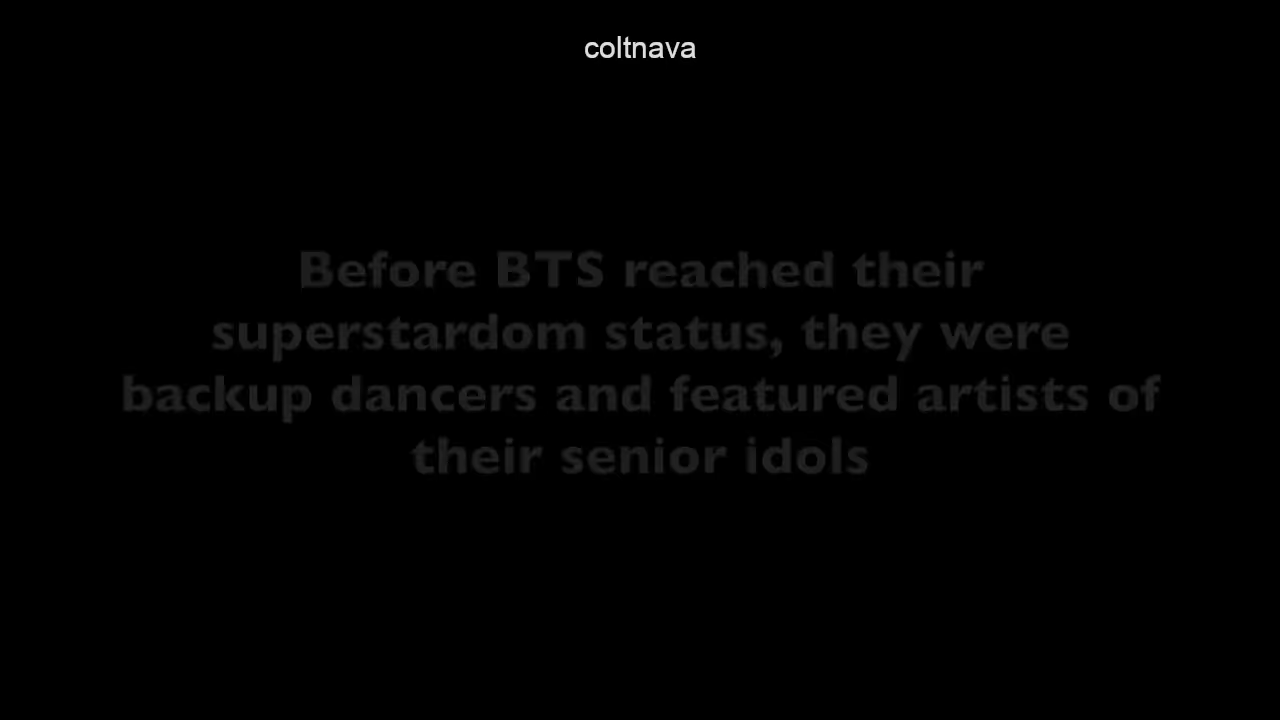 coltnava
Before BTS reached their
superstardom status, they were
backup dancers and featured artists of
their senior idols